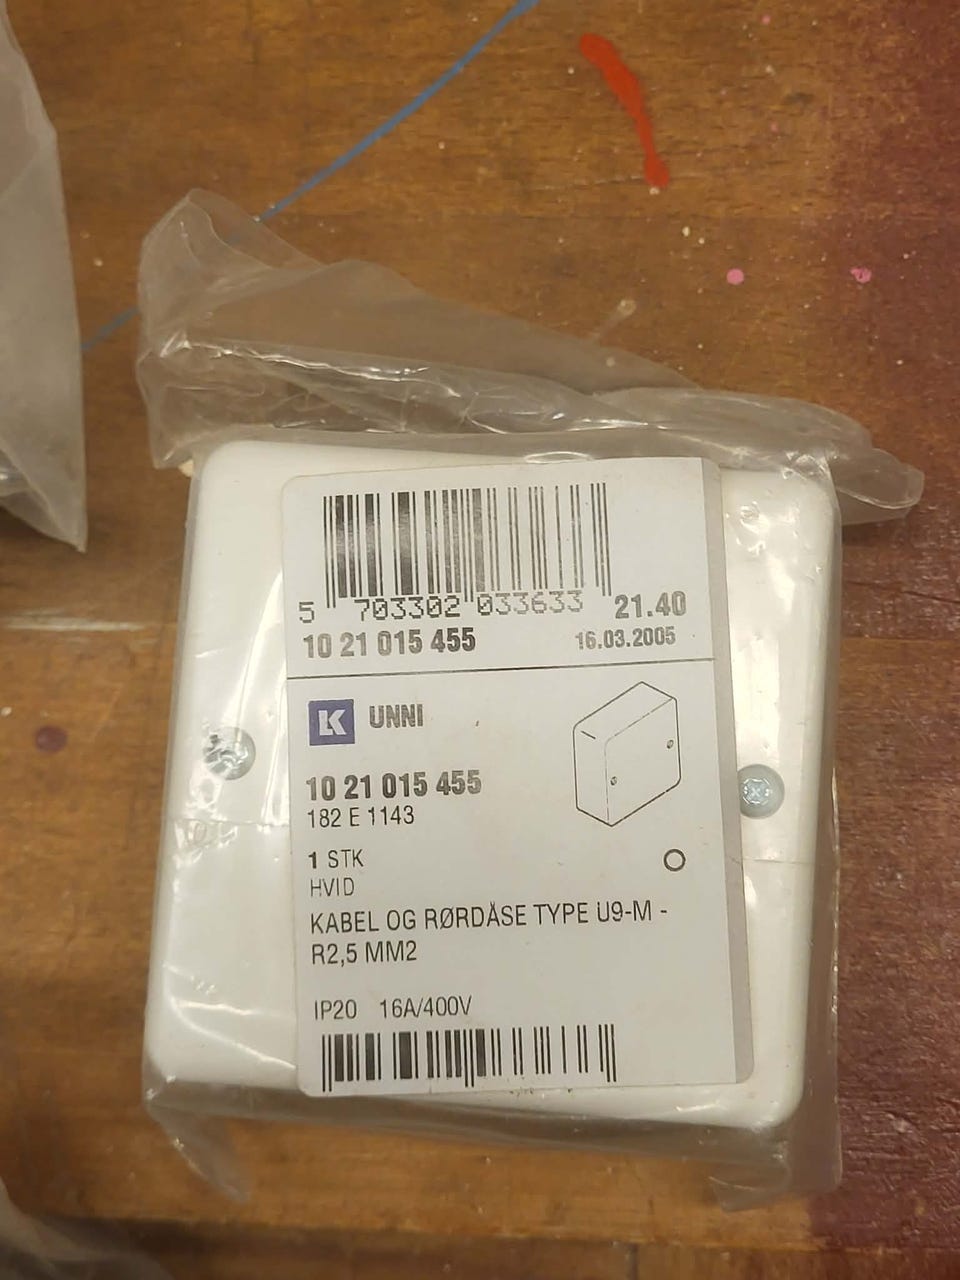 5 703302 033633 21.40
10 21 015 455 16.03.2005
LK UNNI
10 21 015 455
182 E 1143
1 STK
HVID
KABEL OG RØRDÅSE TYPE U9-M -
R2,5 MM2
IP20 16A/400V